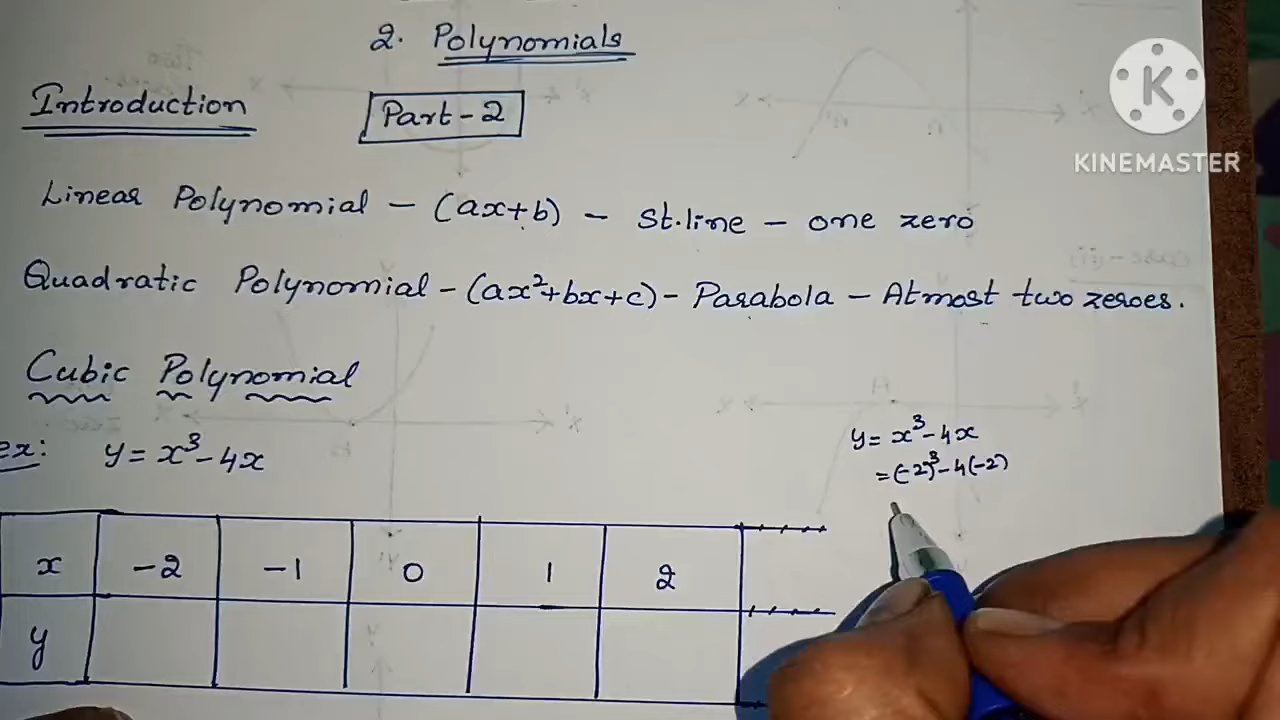 2. Polynomials
Introduction
Part-2
K
KINEMASTER
Linear Polynomial - (ax+b) - St.line - one zero
Quadratic Polynomial - (ax²+bx+c) - Parabola - Atmost two zeroes.
Cubic Polynomial
ex: y = x³ - 4x
y = x³ - 4x
= (-2)³ - 4(-2)
x -2 -1 0 1 2
y